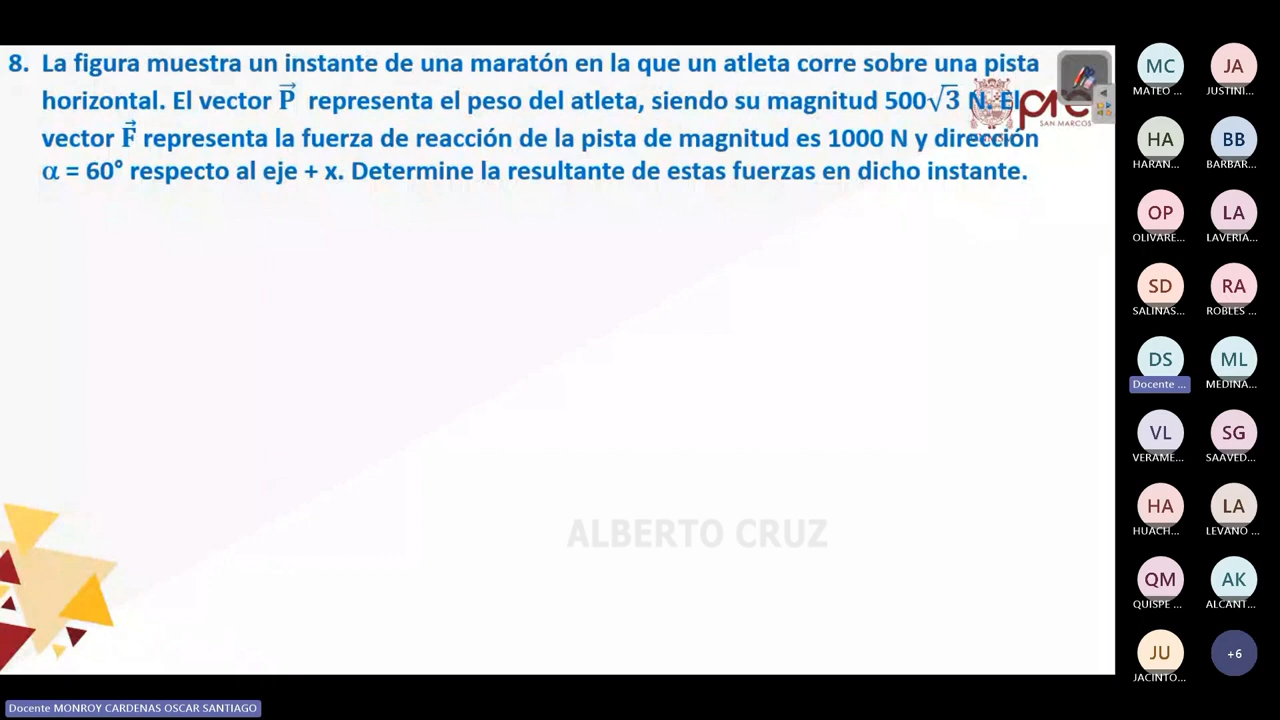 8. La figura muestra un instante de una maratón en la que un atleta corre sobre una pista
horizontal. El vector P⃗ representa el peso del atleta, siendo su magnitud 500√3 N. El
vector F⃗ representa la fuerza de reacción de la pista de magnitud es 1000 N y dirección
α = 60° respecto al eje + x. Determine la resultante de estas fuerzas en dicho instante.
pre
SAN MARCOS
ALBERTO CRUZ
MC
MATEO ...
JA
JUSTINI...
HA
HARAN...
BB
BARBAR...
OP
OLIVARE...
LA
LAVERIA...
SD
SALINAS...
RA
ROBLES ...
DS
Docente ...
ML
MEDINA...
VL
VERAME...
SG
SAAVED...
HA
HUACH...
LA
LEVANO ...
QM
QUISPE ...
AK
ALCANT...
JU
JACINTO...
+6
Docente MONROY CARDENAS OSCAR SANTIAGO